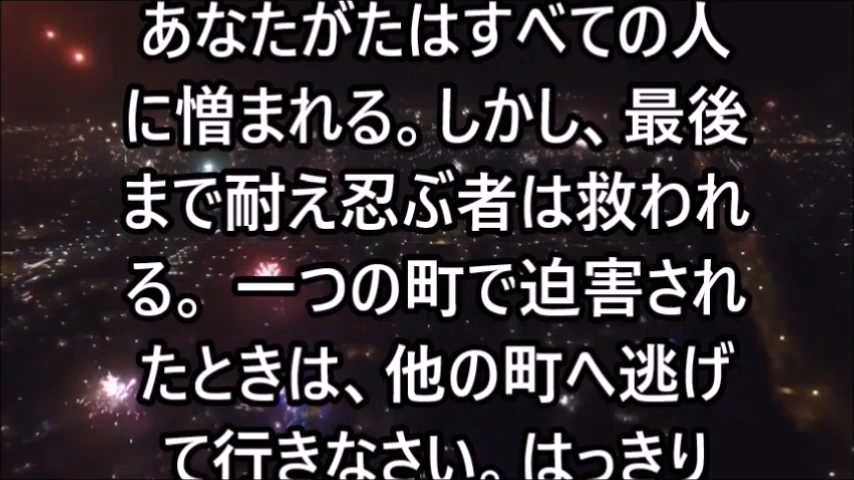 あなたがたはすべての人
に憎まれる。しかし、最後
まで耐え忍ぶ者は救われ
る。一つの町で迫害され
たときは、他の町へ逃げ
て行きなさい。はっきり